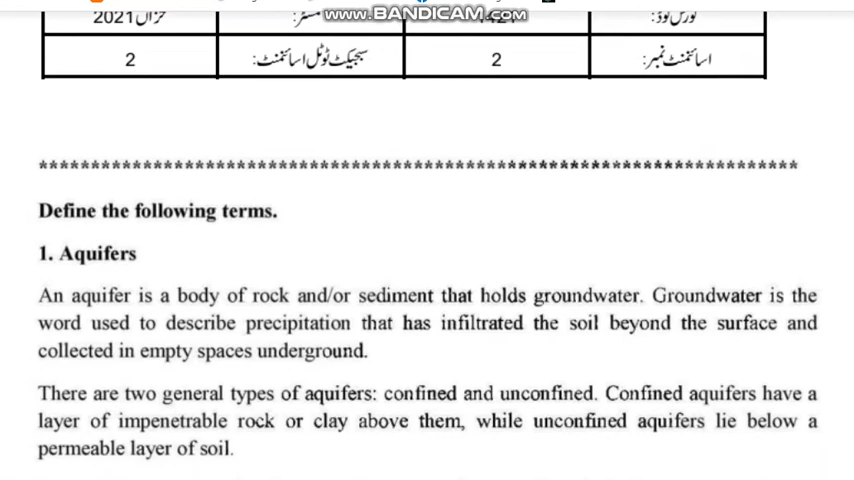 www.BANDICAM.com
کورس کوڈ: 1421 خزاں 2021
اسائنمنٹ نمبر: 2 سبجیکٹ ٹوٹل اسائنمنٹ: 2
********************************************************************************
Define the following terms.
1. Aquifers
An aquifer is a body of rock and/or sediment that holds groundwater. Groundwater is the
word used to describe precipitation that has infiltrated the soil beyond the surface and
collected in empty spaces underground.
There are two general types of aquifers: confined and unconfined. Confined aquifers have a
layer of impenetrable rock or clay above them, while unconfined aquifers lie below a
permeable layer of soil.